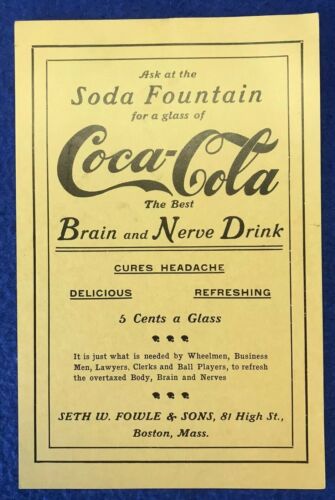 Ask at the
Soda Fountain
for a glass of
Coca-Cola
The Best
Brain and Nerve Drink
CURES HEADACHE
DELICIOUS REFRESHING
5 Cents a Glass
It is just what is needed by Wheelmen, Business
Men, Lawyers, Clerks and Ball Players, to refresh
the overtaxed Body, Brain and Nerves
SETH W. FOWLE & SONS, 81 High St.,
Boston, Mass.